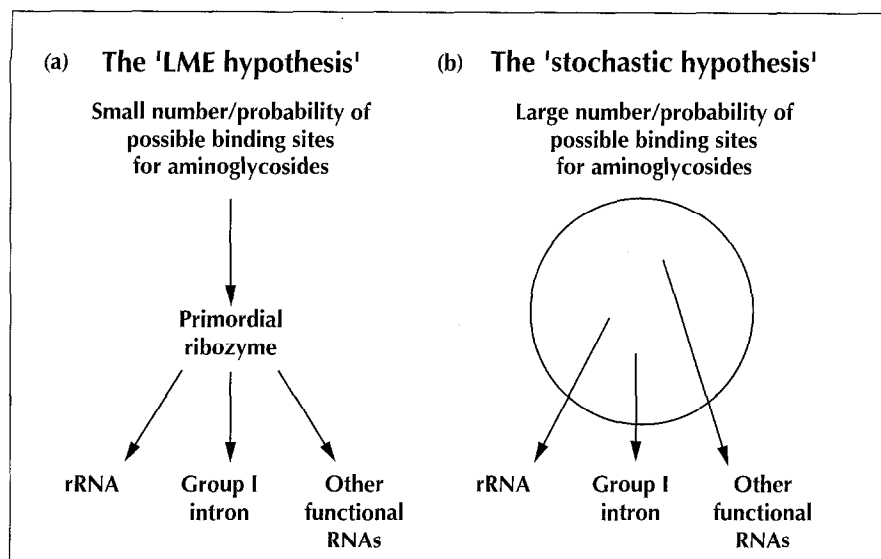 (a) The 'LME hypothesis'
Small number/probability of
possible binding sites
for aminoglycosides
Primordial
ribozyme
rRNA
Group I
intron
Other
functional
RNAs
(b) The 'stochastic hypothesis'
Large number/probability of
possible binding sites
for aminoglycosides
rRNA
Group I
intron
Other
functional
RNAs